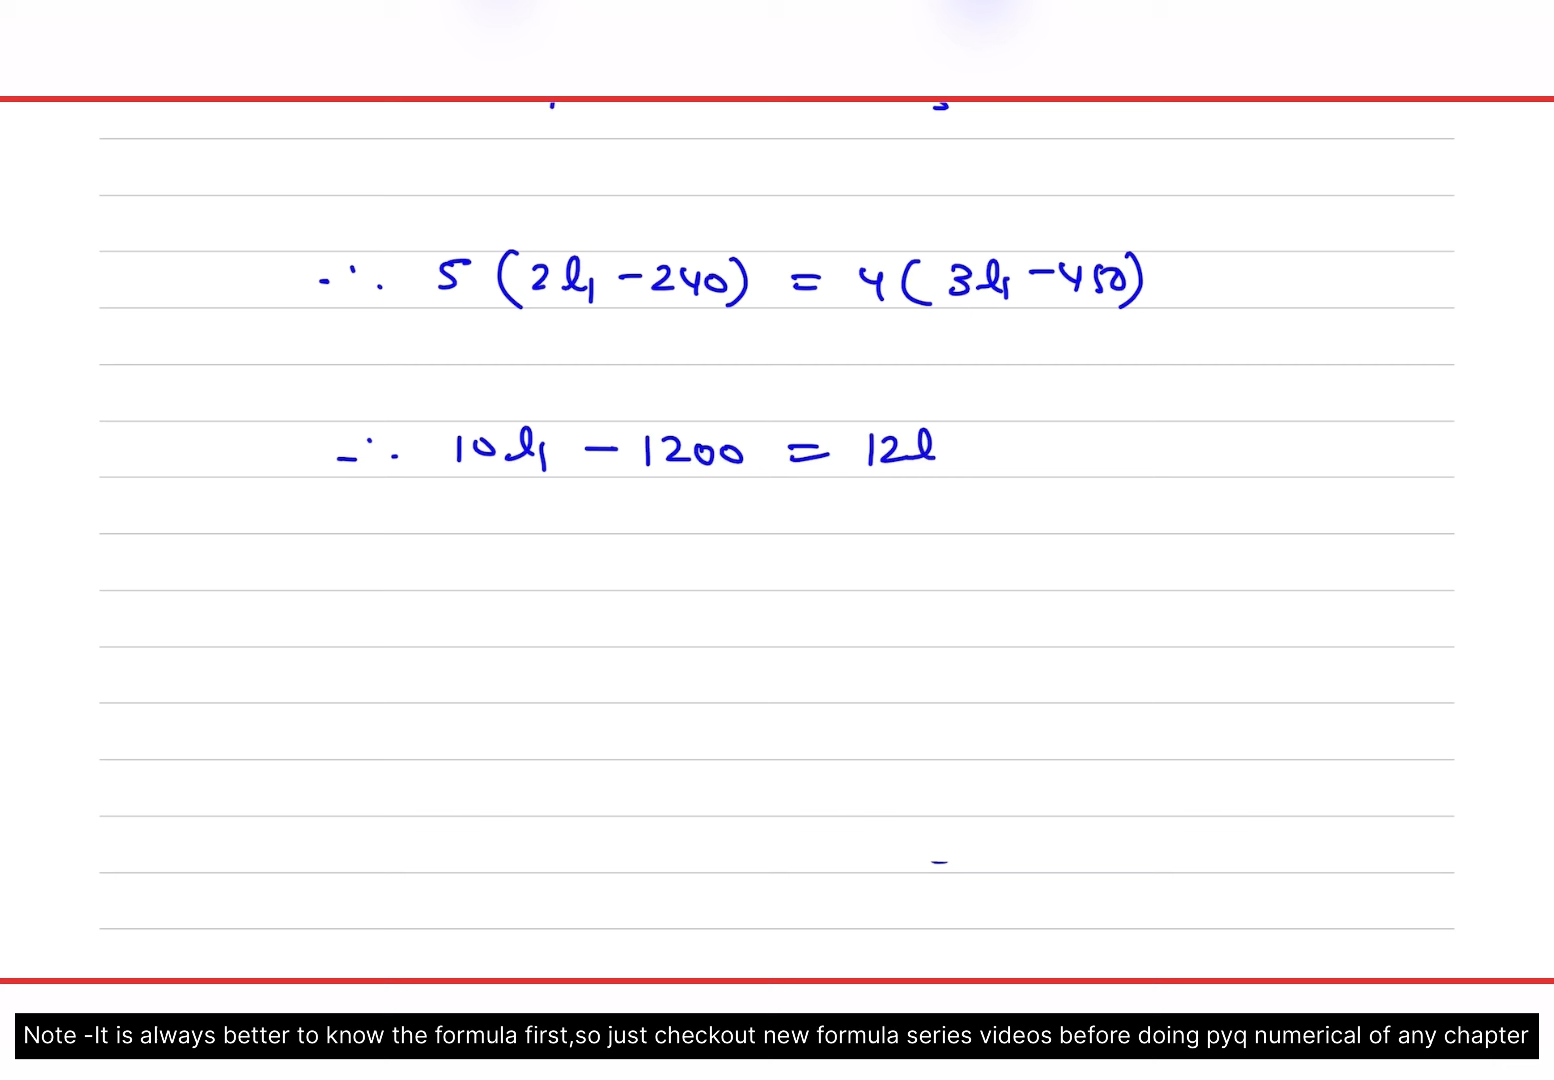 ∴ 5 (2l₁ - 240) = 4 (3l₁ - 450)
∴ 10l₁ - 1200 = 12l
Note -It is always better to know the formula first,so just checkout new formula series videos before doing pyq numerical of any chapter